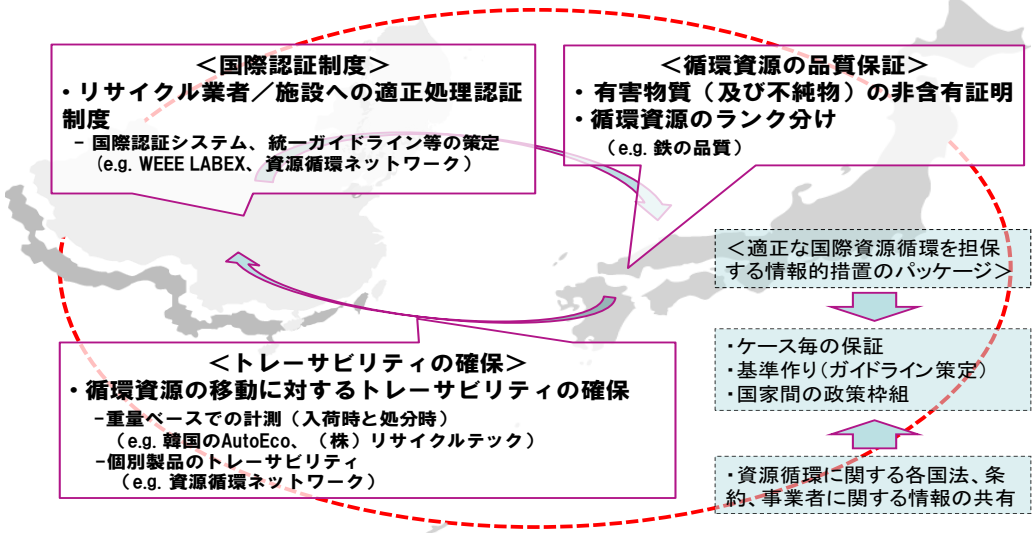 ＜国際認証制度＞
・リサイクル業者／施設への適正処理認証
制度
− 国際認証システム、統一ガイドライン等の策定
(e.g. WEEE LABEX、資源循環ネットワーク）
＜循環資源の品質保証＞
・ 有害物質（及び不純物）の非含有証明
・循環資源のランク分け
（e.g. 鉄の品質）
＜適正な国際資源循環を担保
する情報的措置のパッケージ＞
・ケース毎の保証
・基準作り（ガイドライン策定）
・国家間の政策枠組
・資源循環に関する各国法、条
約、事業者に関する情報の共有
＜トレーサビリティの確保＞
・循環資源の移動に対するトレーサビリティの確保
−重量ベースでの計測（入荷時と処分時）
（e.g. 韓国のAutoEco、（株）リサイクルテック）
−個別製品のトレーサビリティ
（e.g. 資源循環ネットワーク）